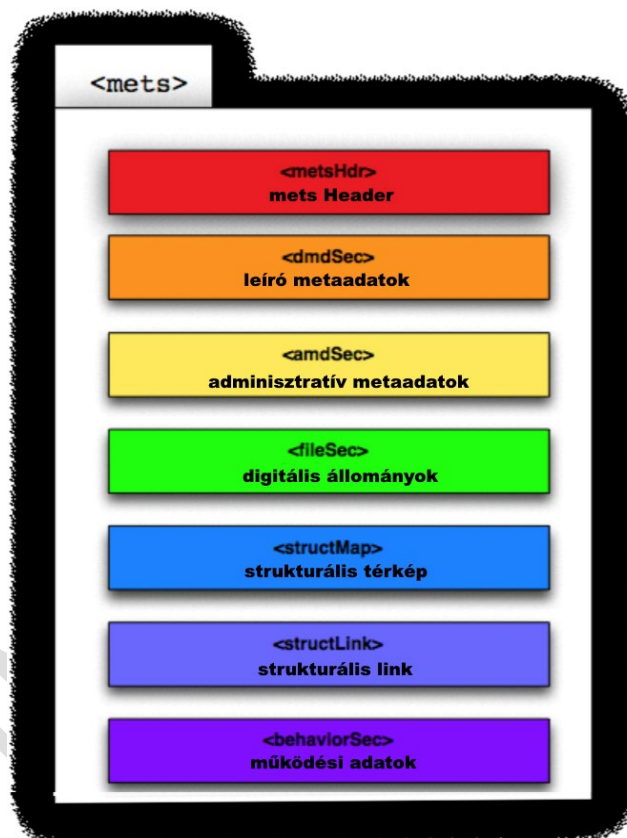 <mets>
<metsHdr>
mets Header
<dmdSec>
leíró metaadatok
<amdSec>
adminisztratív metaadatok
<fileSec>
digitális állományok
<structMap>
strukturális térkép
<structLink>
strukturális link
<behaviorSec>
működési adatok